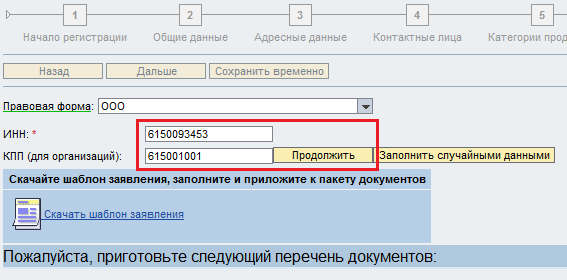 1 2 3 4 5
Начало регистрации Общие данные Адресные данные Контактные лица Категории прод
Назад Дальше Сохранить временно
Правовая форма: ООО
ИНН: * 6150093453
КПП (для организаций): 615001001 Продолжить Заполнить случайными данными
Скачайте шаблон заявления, заполните и приложите к пакету документов
Скачать шаблон заявления
Пожалуйста, приготовьте следующий перечень документов: